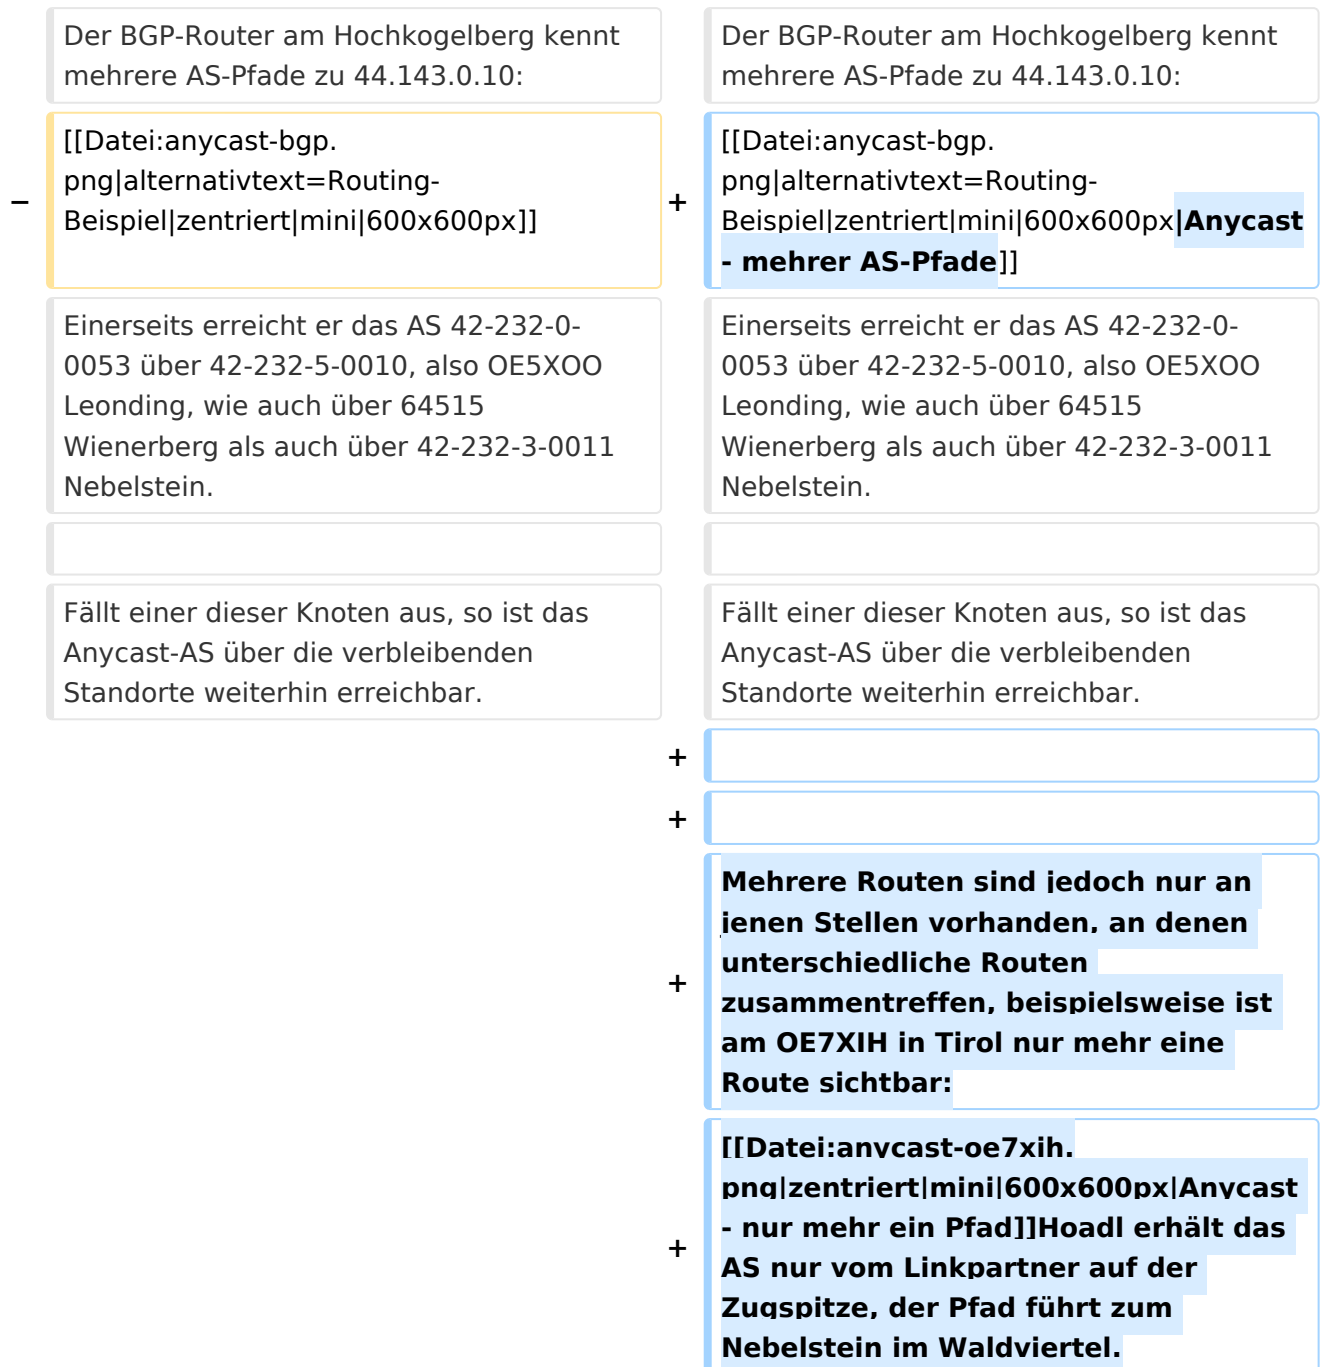 Der BGP-Router am Hochkogelberg kennt
mehrere AS-Pfade zu 44.143.0.10:
Der BGP-Router am Hochkogelberg kennt
mehrere AS-Pfade zu 44.143.0.10:
−
[[Datei:anycast-bgp.
png|alternativtext=Routing-
Beispiel|zentriert|mini|600x600px]]
+
[[Datei:anycast-bgp.
png|alternativtext=Routing-
Beispiel|zentriert|mini|600x600px|Anycast
- mehrer AS-Pfade]]
Einerseits erreicht er das AS 42-232-0-
0053 über 42-232-5-0010, also OE5XOO
Leonding, wie auch über 64515
Wienerberg als auch über 42-232-3-0011
Nebelstein.
Einerseits erreicht er das AS 42-232-0-
0053 über 42-232-5-0010, also OE5XOO
Leonding, wie auch über 64515
Wienerberg als auch über 42-232-3-0011
Nebelstein.
Fällt einer dieser Knoten aus, so ist das
Anycast-AS über die verbleibenden
Standorte weiterhin erreichbar.
Fällt einer dieser Knoten aus, so ist das
Anycast-AS über die verbleibenden
Standorte weiterhin erreichbar.
+
+
+
Mehrere Routen sind jedoch nur an
jenen Stellen vorhanden, an denen
unterschiedliche Routen
zusammentreffen, beispielsweise ist
am OE7XIH in Tirol nur mehr eine
Route sichtbar:
+
[[Datei:anycast-oe7xih.
png|zentriert|mini|600x600px|Anycast
- nur mehr ein Pfad]]Hoadl erhält das
AS nur vom Linkpartner auf der
Zugspitze, der Pfad führt zum
Nebelstein im Waldviertel.